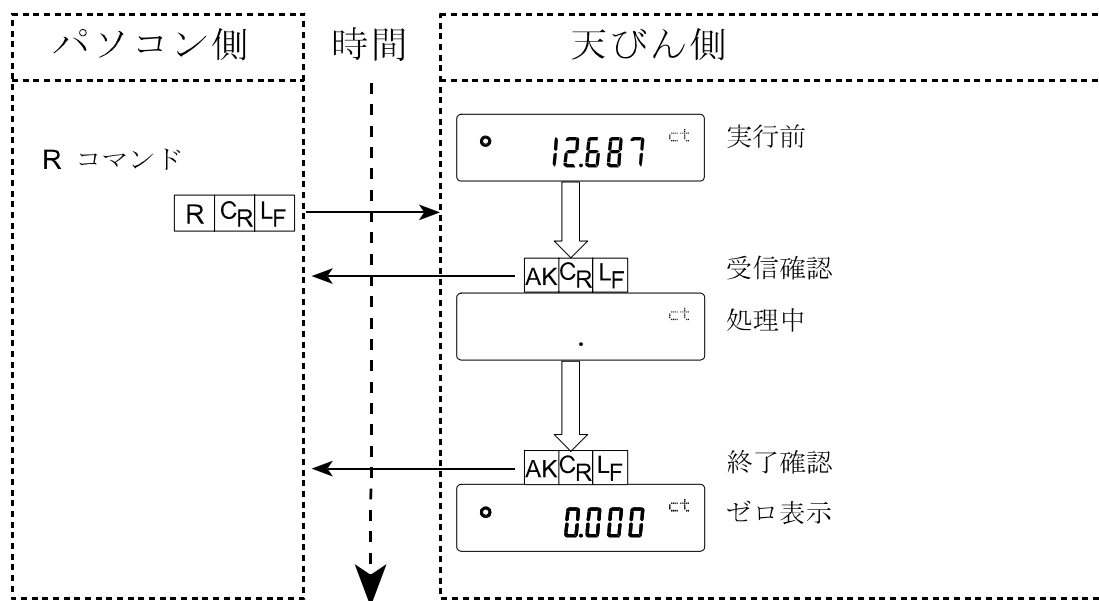 パソコン側 時間 天びん側
12.687 ct 実行前
R コマンド
R CR LF
AK CR LF 受信確認
. ct 処理中
AK CR LF 終了確認
0.000 ct ゼロ表示